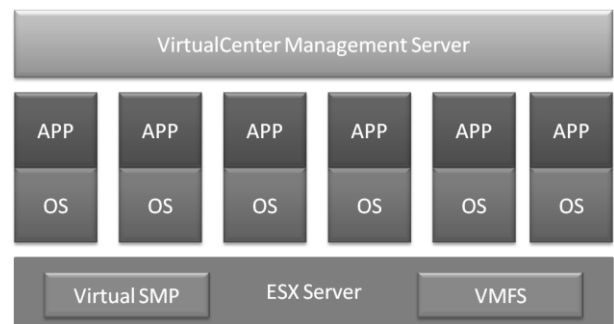 VirtualCenter Management Server
APP APP APP APP APP APP
OS OS OS OS OS OS
Virtual SMP ESX Server VMFS